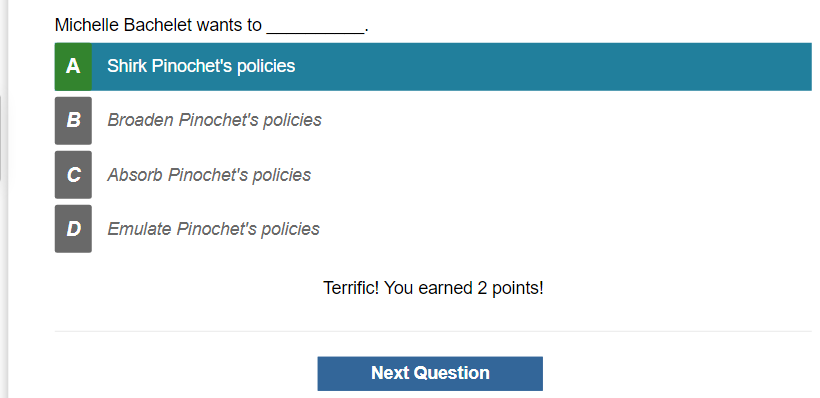 Michelle Bachelet wants to __________.
A Shirk Pinochet's policies
B Broaden Pinochet's policies
C Absorb Pinochet's policies
D Emulate Pinochet's policies
Terrific! You earned 2 points!
Next Question